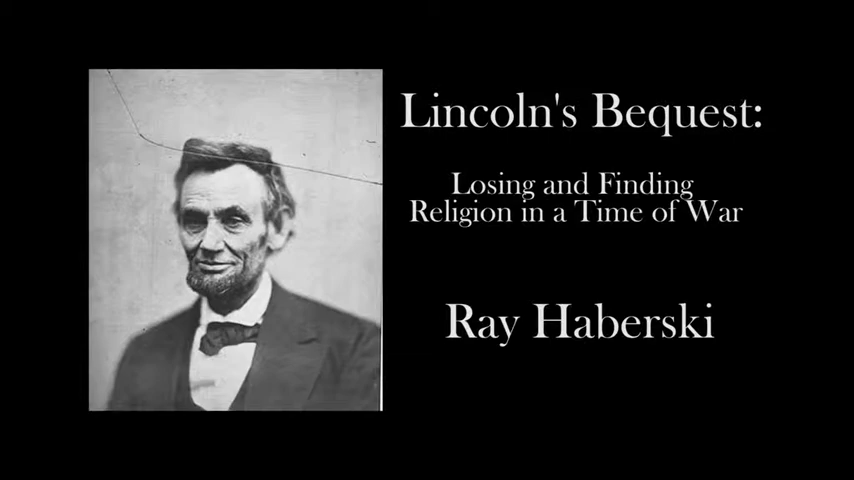 Lincoln's Bequest:
Losing and Finding
Religion in a Time of War
Ray Haberski